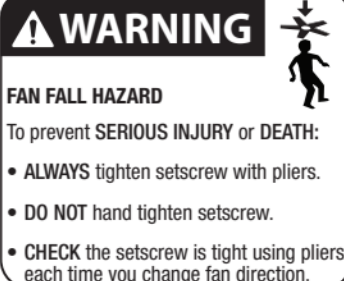 WARNING
FAN FALL HAZARD
To prevent SERIOUS INJURY or DEATH:
• ALWAYS tighten setscrew with pliers.
• DO NOT hand tighten setscrew.
• CHECK the setscrew is tight using pliers
each time you change fan direction.